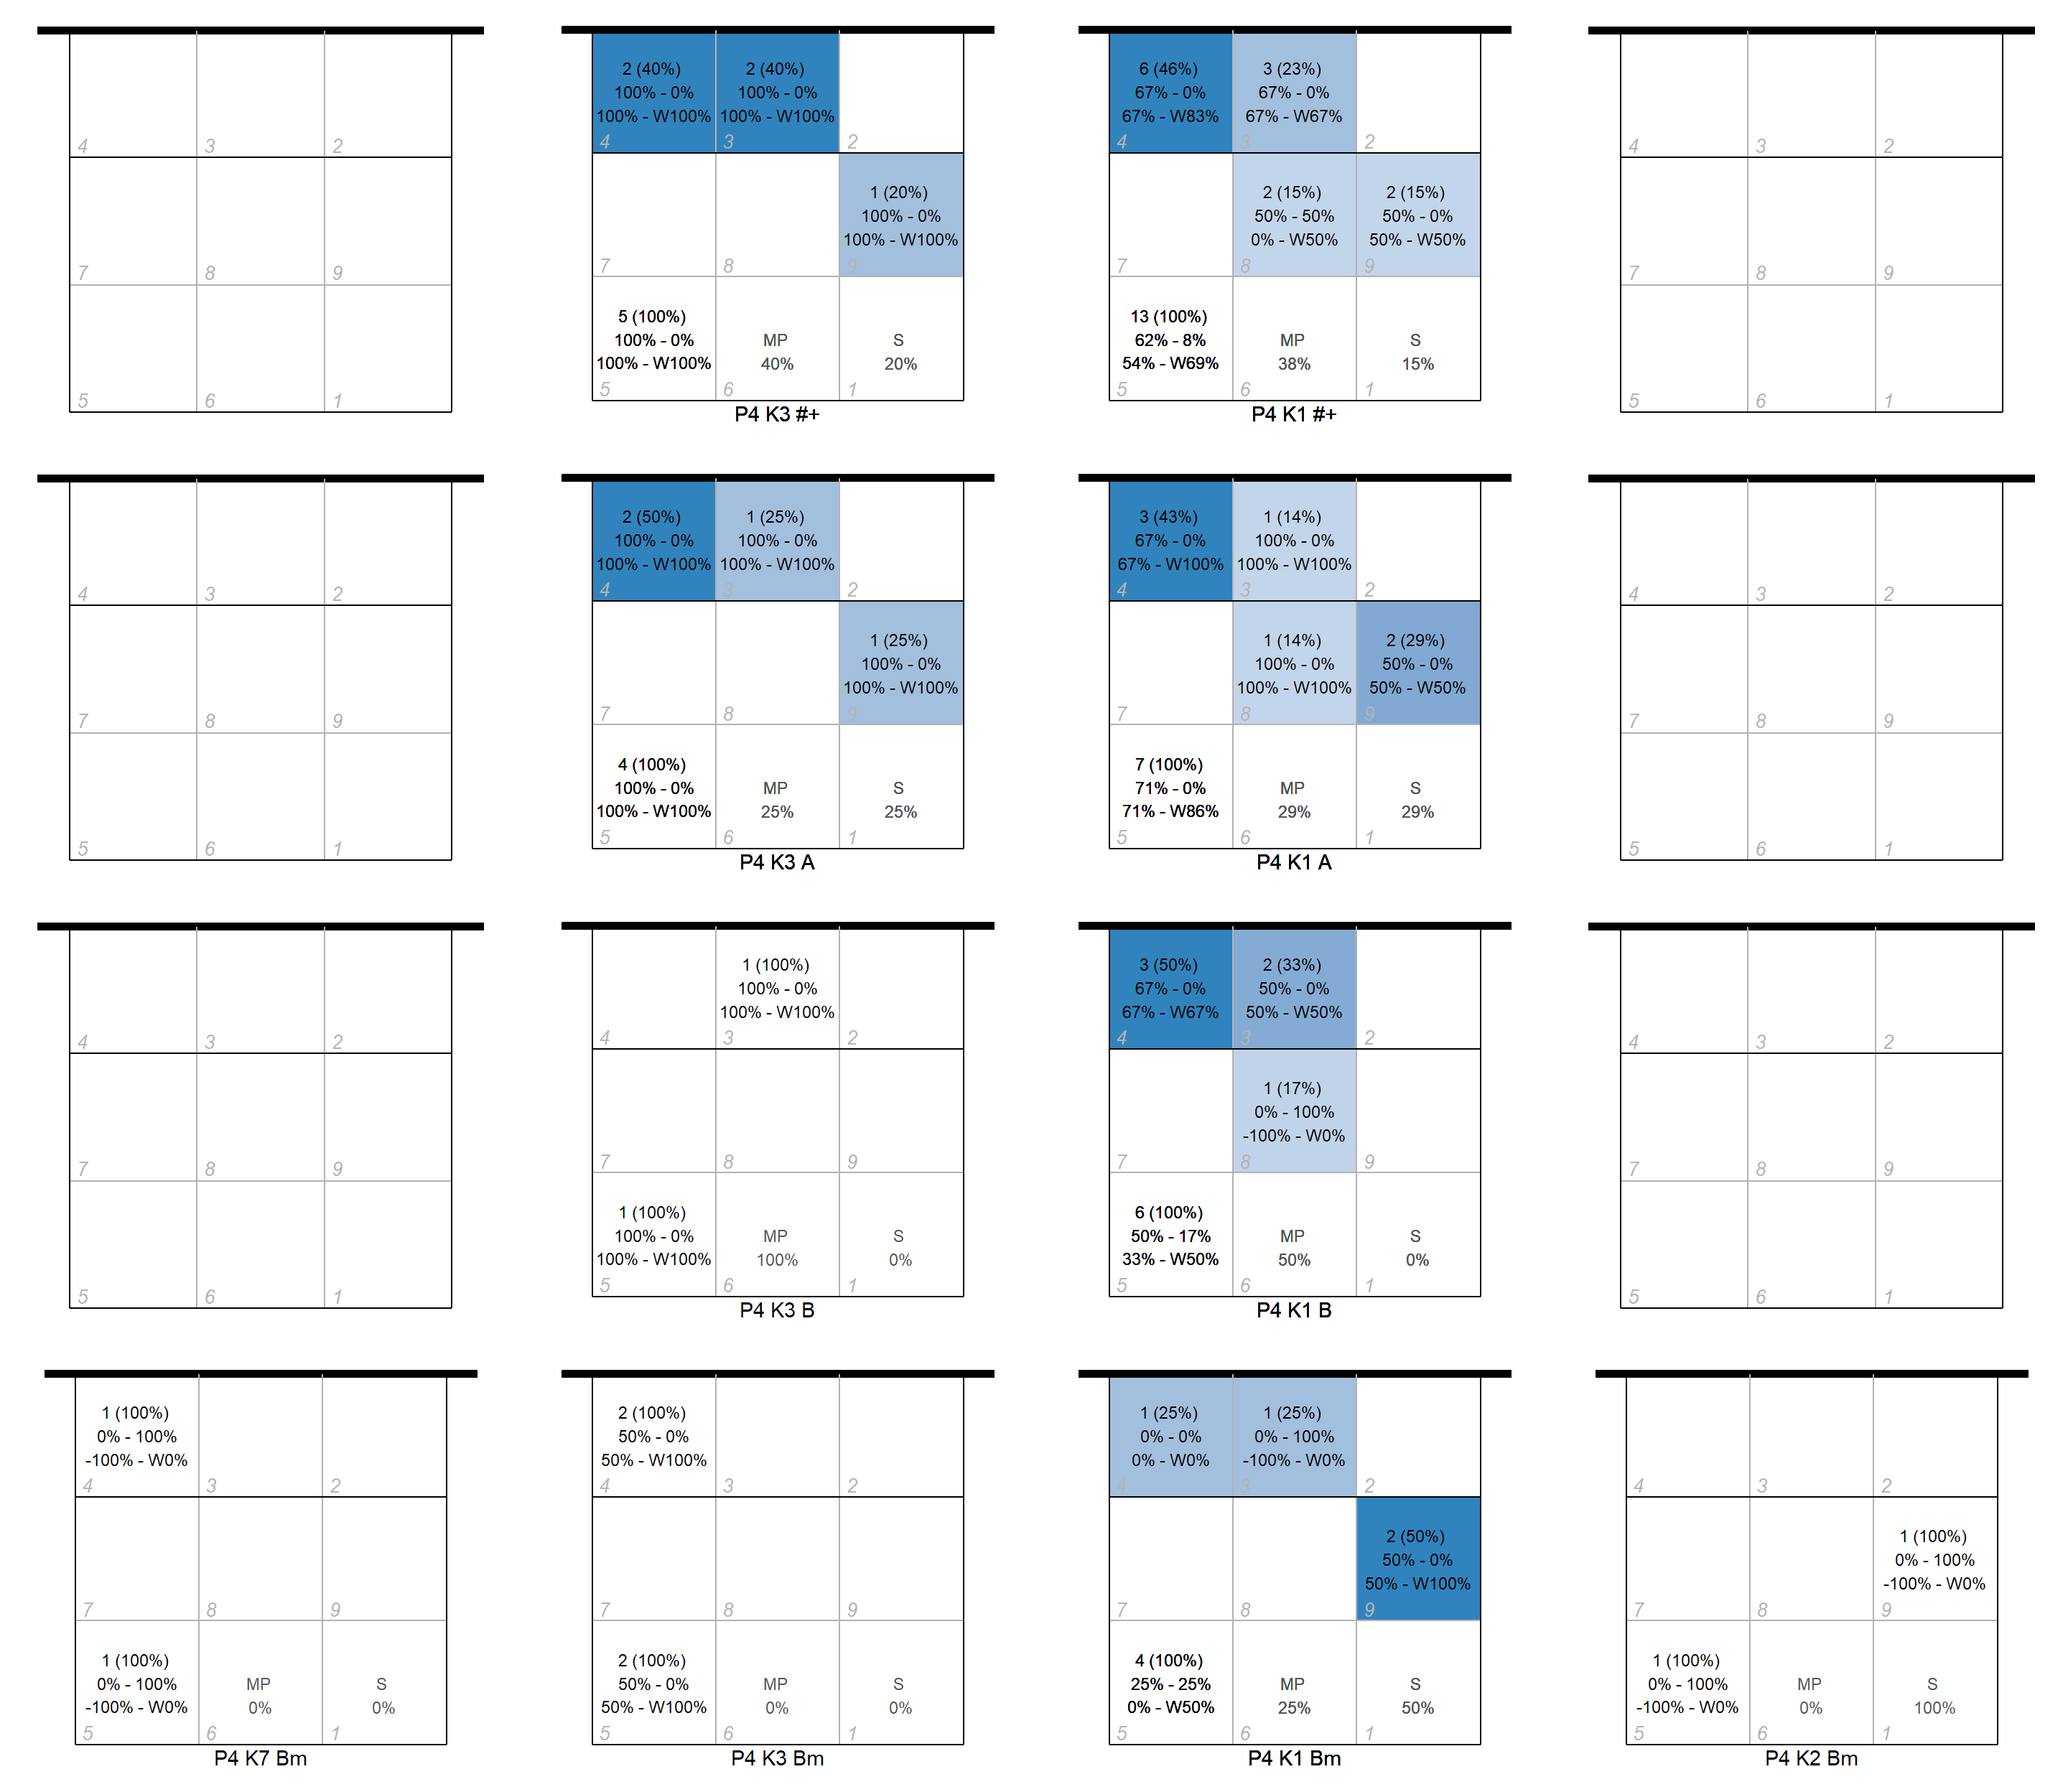 4
3
2
7
8
9
5
6
1
2 (40%)
100% - 0%
100% - W100%
4
2 (40%)
100% - 0%
100% - W100%
3
2
7
8
1 (20%)
100% - 0%
100% - W100%
9
5 (100%)
100% - 0%
100% - W100%
5
MP
40%
6
S
20%
1
P4 K3 #+
6 (46%)
67% - 0%
67% - W83%
4
3 (23%)
67% - 0%
67% - W67%
3
2
7
2 (15%)
50% - 50%
0% - W50%
8
2 (15%)
50% - 0%
50% - W50%
9
13 (100%)
62% - 8%
54% - W69%
5
MP
38%
6
S
15%
1
P4 K1 #+
4
3
2
7
8
9
5
6
1
4
3
2
7
8
9
5
6
1
2 (50%)
100% - 0%
100% - W100%
4
1 (25%)
100% - 0%
100% - W100%
3
2
7
8
1 (25%)
100% - 0%
100% - W100%
9
4 (100%)
100% - 0%
100% - W100%
5
MP
25%
6
S
25%
1
P4 K3 A
3 (43%)
67% - 0%
67% - W100%
4
1 (14%)
100% - 0%
100% - W100%
3
2
7
1 (14%)
100% - 0%
100% - W100%
8
2 (29%)
50% - 0%
50% - W50%
9
7 (100%)
71% - 0%
71% - W86%
5
MP
29%
6
S
29%
1
P4 K1 A
4
3
2
7
8
9
5
6
1
4
3
2
7
8
9
5
6
1
4
1 (100%)
100% - 0%
100% - W100%
3
2
7
8
9
1 (100%)
100% - 0%
100% - W100%
5
MP
100%
6
S
0%
1
P4 K3 B
3 (50%)
67% - 0%
67% - W67%
4
2 (33%)
50% - 0%
50% - W50%
3
2
7
1 (17%)
0% - 100%
-100% - W0%
8
9
6 (100%)
50% - 17%
33% - W50%
5
MP
50%
6
S
0%
1
P4 K1 B
4
3
2
7
8
9
5
6
1
1 (100%)
0% - 100%
-100% - W0%
4
3
2
7
8
9
1 (100%)
0% - 100%
-100% - W0%
5
MP
0%
6
S
0%
1
P4 K7 Bm
2 (100%)
50% - 0%
50% - W100%
4
3
2
7
8
9
2 (100%)
50% - 0%
50% - W100%
5
MP
0%
6
S
0%
1
P4 K3 Bm
1 (25%)
0% - 0%
0% - W0%
4
1 (25%)
0% - 100%
-100% - W0%
3
2
7
8
2 (50%)
50% - 0%
50% - W100%
9
4 (100%)
25% - 25%
0% - W50%
5
MP
25%
6
S
50%
1
P4 K1 Bm
4
3
2
7
8
1 (100%)
0% - 100%
-100% - W0%
9
1 (100%)
0% - 100%
-100% - W0%
5
MP
0%
6
S
100%
1
P4 K2 Bm